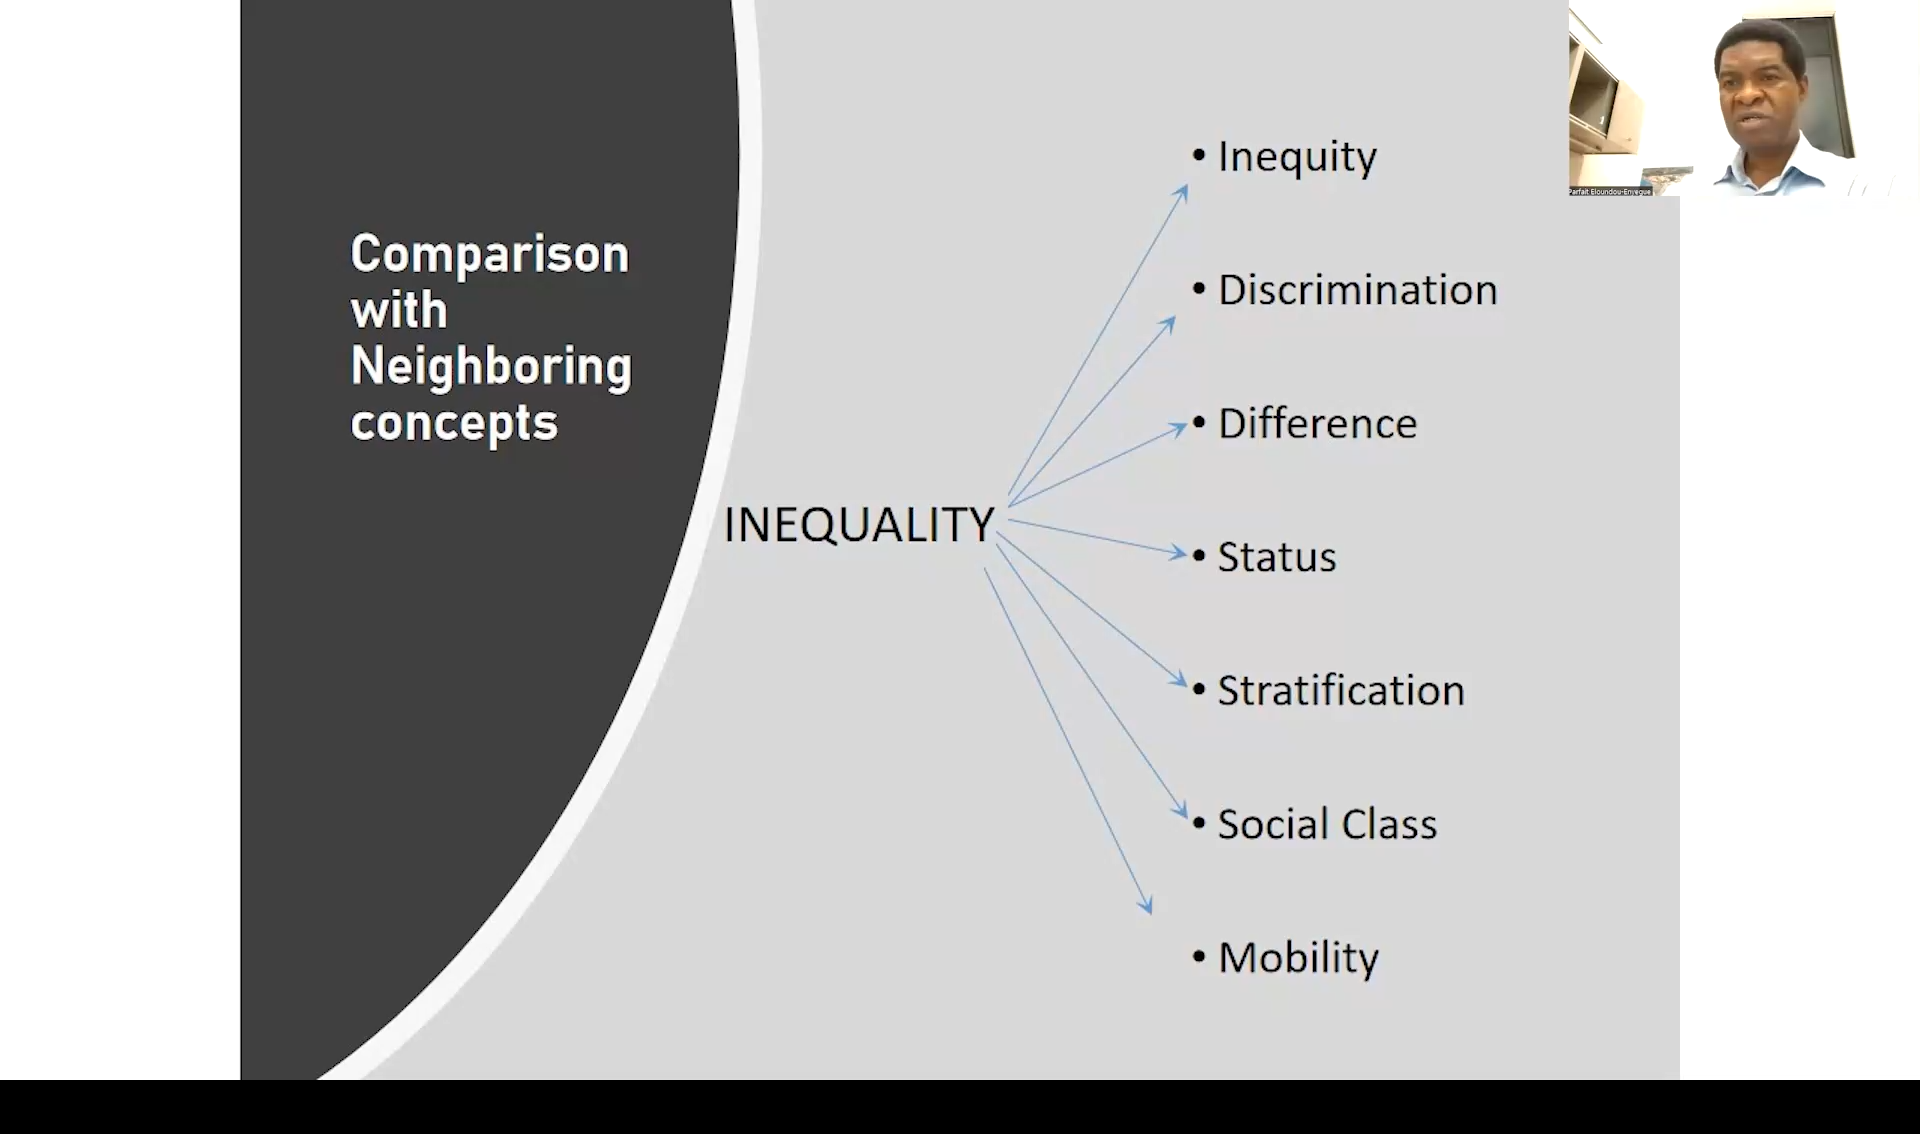 Comparison
with
Neighboring
concepts
INEQUALITY
• Inequity
• Discrimination
• Difference
• Status
• Stratification
• Social Class
• Mobility
Parfait Eloundou-Enyegue